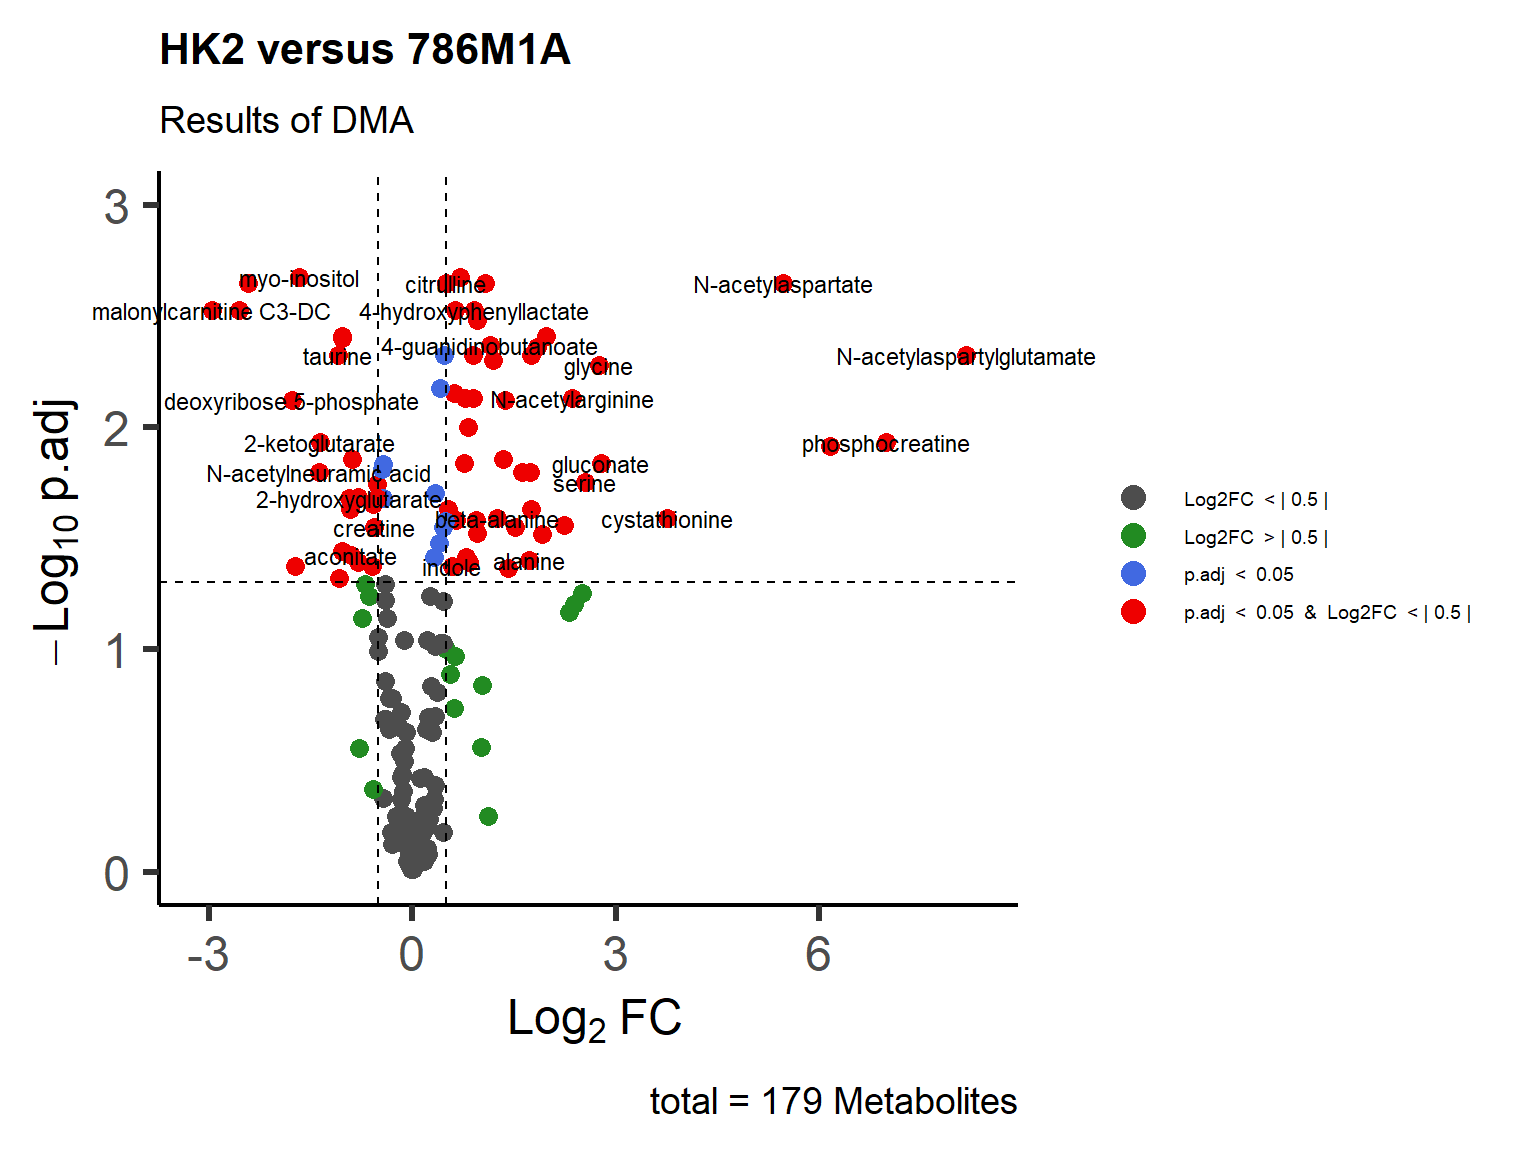 HK2 versus 786M1A
Results of DMA
3
2
1
0
−Log10 p.adj
myo-inositol
citrulline
N-acetylaspartate
malonylcarnitine C3-DC
4-hydroxyphenyllactate
4-guanidinobutanoate
taurine
N-acetylaspartylglutamate
glycine
deoxyribose 5-phosphate
N-acetylarginine
2-ketoglutarate
phosphocreatine
gluconate
N-acetylneuramic acid
serine
2-hydroxyglutarate
beta-alanine
cystathionine
creatine
aconitate
indole
alanine
-3
0
3
6
Log2 FC
total = 179 Metabolites
Log2FC < | 0.5 |
Log2FC > | 0.5 |
p.adj < 0.05
p.adj < 0.05 & Log2FC < | 0.5 |